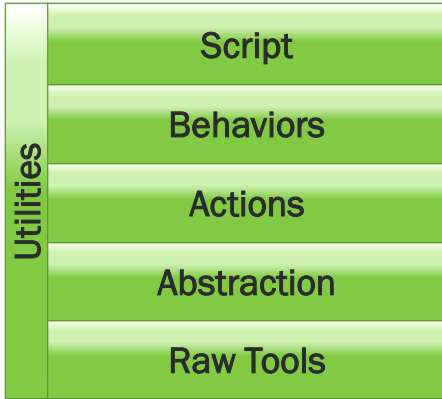 Utilities
Script
Behaviors
Actions
Abstraction
Raw Tools